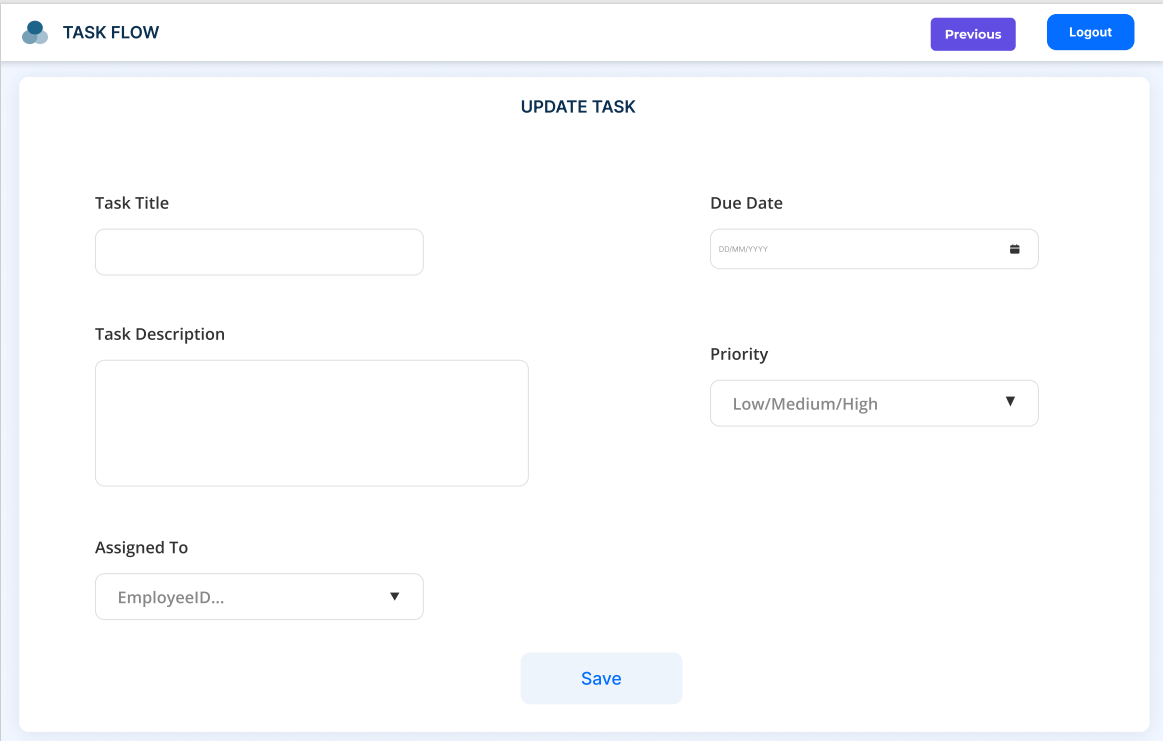 TASK FLOW
Previous
Logout
UPDATE TASK
Task Title
Due Date
DD/MM/YYYY
Task Description
Priority
Low/Medium/High
Assigned To
EmployeeID...
Save